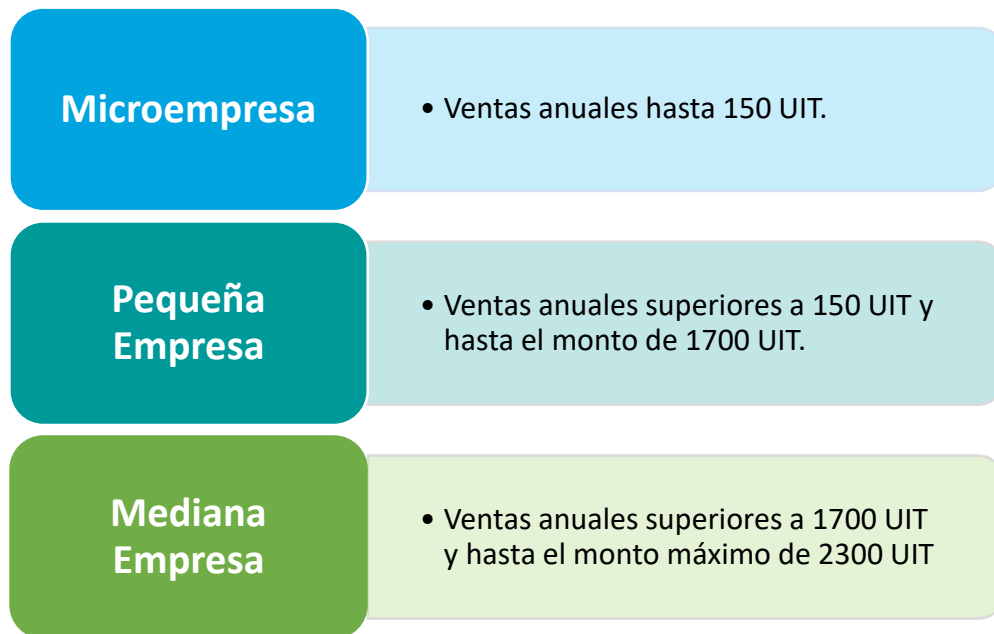 Microempresa
• Ventas anuales hasta 150 UIT.
Pequeña
Empresa
• Ventas anuales superiores a 150 UIT y
hasta el monto de 1700 UIT.
Mediana
Empresa
• Ventas anuales superiores a 1700 UIT
y hasta el monto máximo de 2300 UIT